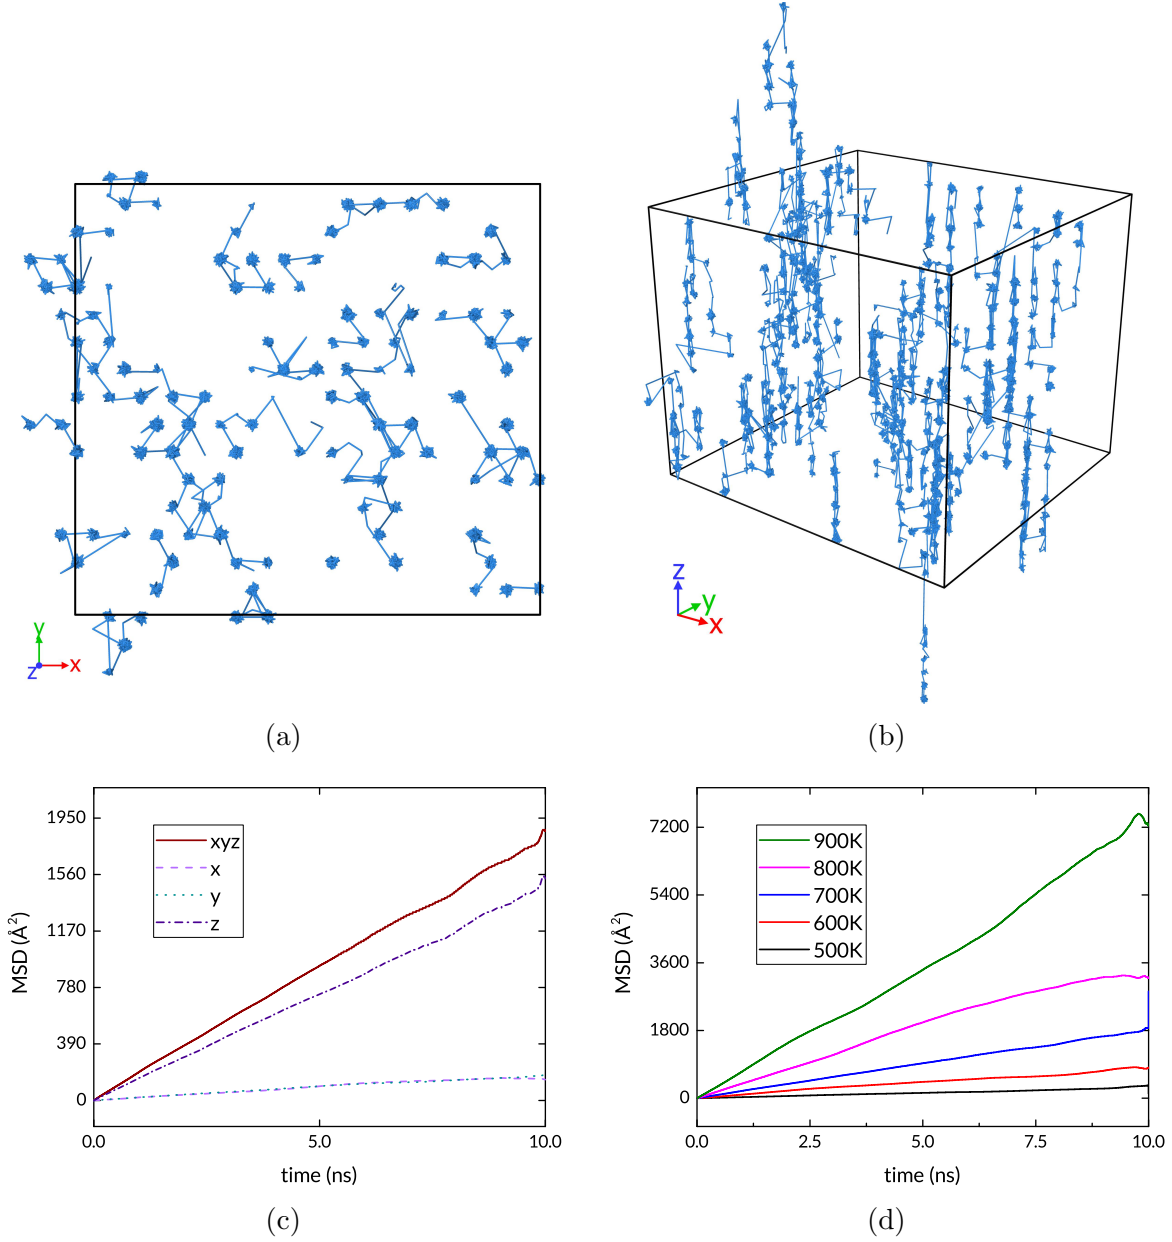 y
z x
z
y
x
(a)
(b)
1950
1560
1170
780
390
0
MSD (Å²)
xyz
x
y
z
0.0 5.0 10.0
time (ns)
7200
5400
3600
1800
0
MSD (Å²)
900K
800K
700K
600K
500K
0.0 2.5 5.0 7.5 10.0
time (ns)
(c)
(d)